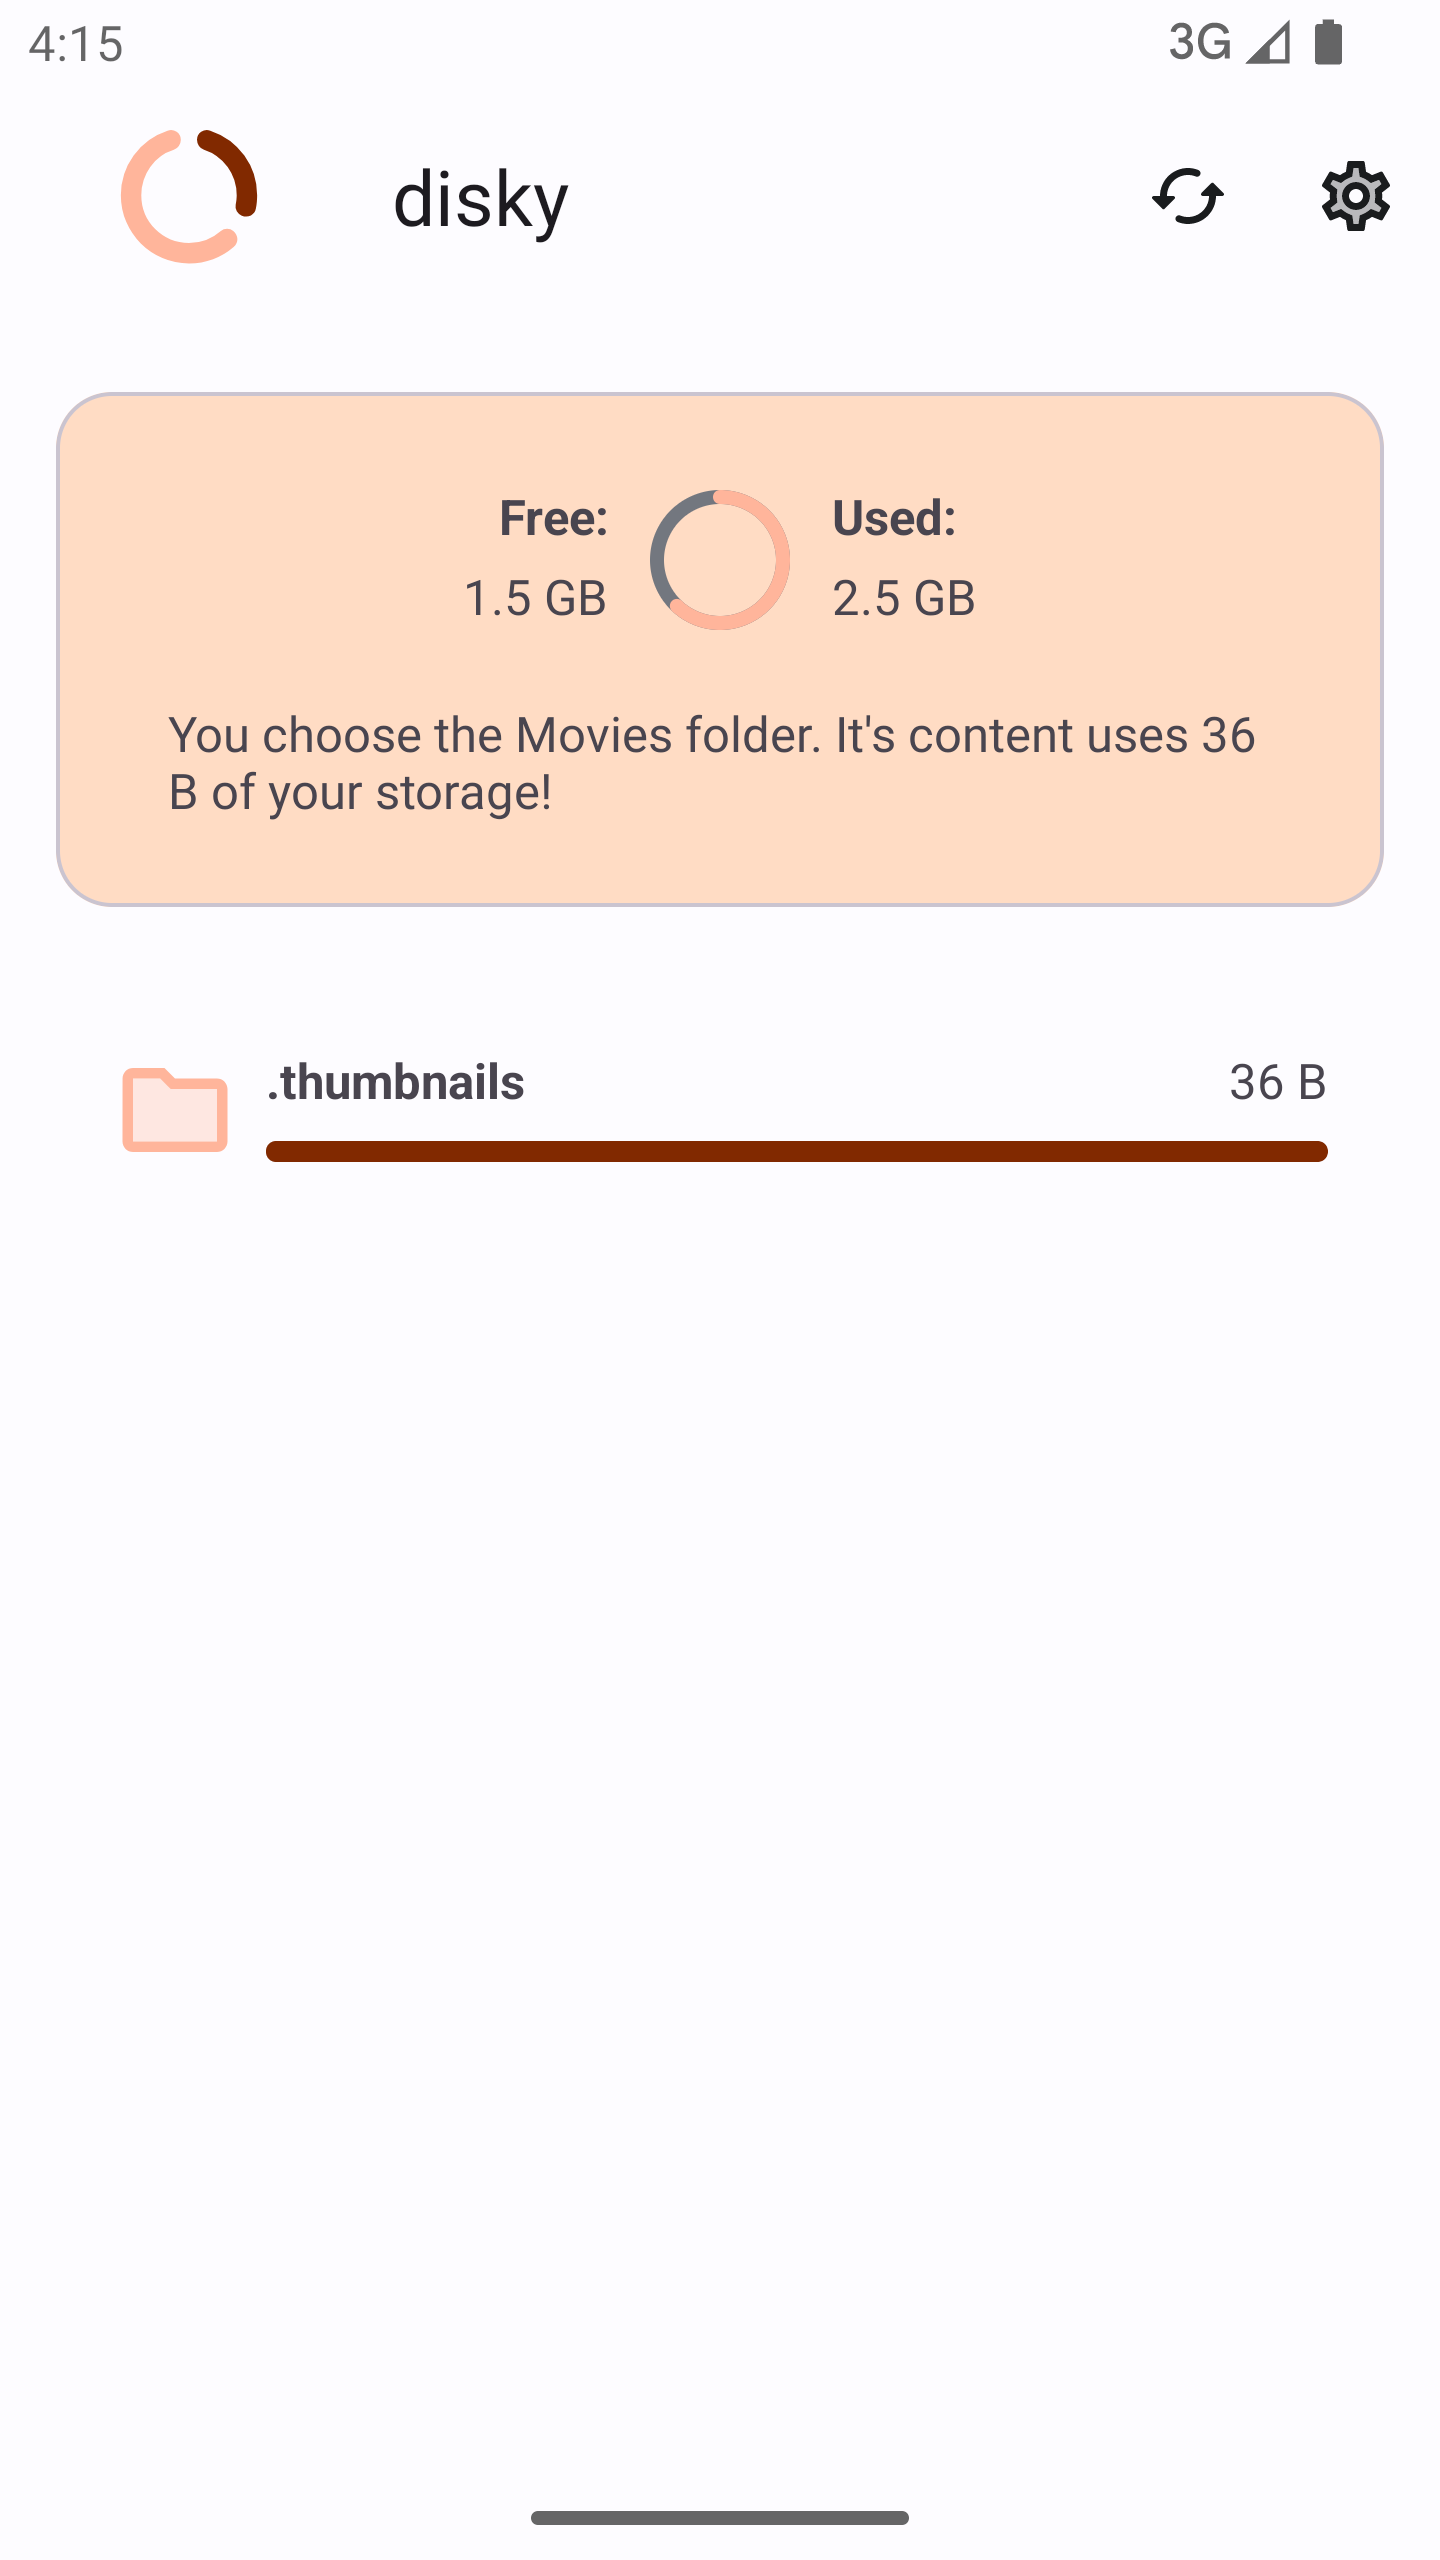 4:15
3G
disky
Free:
1.5 GB
Used:
2.5 GB
You choose the Movies folder. It's content uses 36
B of your storage!
.thumbnails
36 B